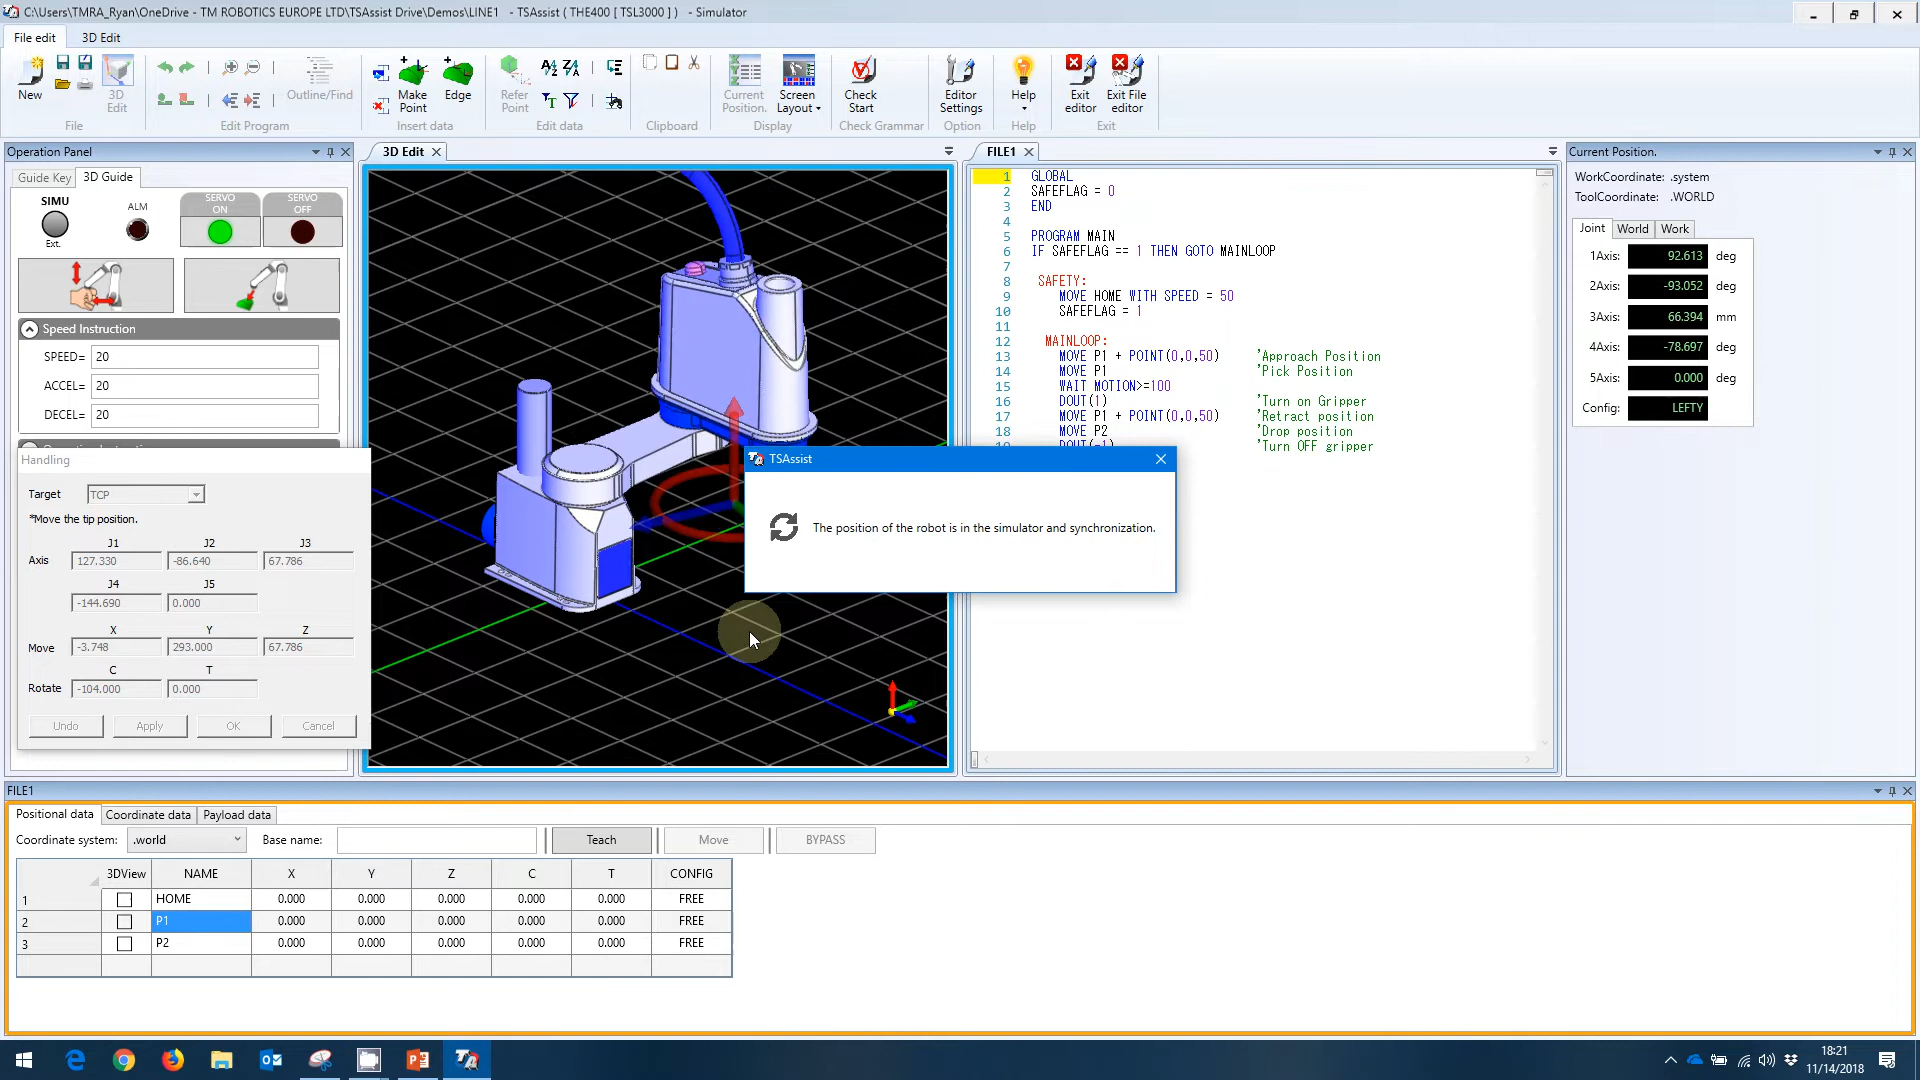 C:\Users\TMRA_Ryan\OneDrive - TM ROBOTICS EUROPE LTD\TSAssist Drive\Demos\LINE1   - TSAssist ( THE400 [ TSL3000 ] )   - Simulator
File edit
3D Edit
New
3D Edit
Outline/Find
Make Point
Edge
Refer Point
Current Position.
Screen Layout
Check Start
Editor Settings
Help
Exit editor
Exit File editor
File
Edit Program
Insert data
Edit data
Clipboard
Display
Check Grammar
Option
Help
Exit
Operation Panel
Guide Key
3D Guide
SIMU
Ext.
ALM
SERVO ON
SERVO OFF
Speed Instruction
SPEED= 20
ACCEL= 20
DECEL= 20
Handling
Target TCP
*Move the tip position.
J1 J2 J3
Axis 127.330 -86.640 67.786
J4 J5
-144.690 0.000
X Y Z
Move -3.748 293.000 67.786
C T
Rotate -104.000 0.000
Undo Apply OK Cancel
3D Edit
FILE1
1 GLOBAL
2 SAFEFLAG = 0
3 END
4
5 PROGRAM MAIN
6 IF SAFEFLAG == 1 THEN GOTO MAINLOOP
7
8 SAFETY:
9 MOVE HOME WITH SPEED = 50
10 SAFEFLAG = 1
11
12 MAINLOOP:
13 MOVE P1 + POINT(0,0,50) 'Approach Position
14 MOVE P1 'Pick Position
15 WAIT MOTION>=100
16 DOUT(1) 'Turn on Gripper
17 MOVE P1 + POINT(0,0,50) 'Retract position
18 MOVE P2 'Drop position
19 DOUT(-1) 'Turn OFF gripper
TSAssist
The position of the robot is in the simulator and synchronization.
Current Position.
WorkCoordinate: .system
ToolCoordinate: .WORLD
Joint World Work
1Axis: 92.613 deg
2Axis: -93.052 deg
3Axis: 66.394 mm
4Axis: -78.697 deg
5Axis: 0.000 deg
Config: LEFTY
FILE1
Positional data Coordinate data Payload data
Coordinate system: .world Base name: Teach Move BYPASS
3DView NAME X Y Z C T CONFIG
1 HOME 0.000 0.000 0.000 0.000 0.000 FREE
2 P1 0.000 0.000 0.000 0.000 0.000 FREE
3 P2 0.000 0.000 0.000 0.000 0.000 FREE
18:21
11/14/2018